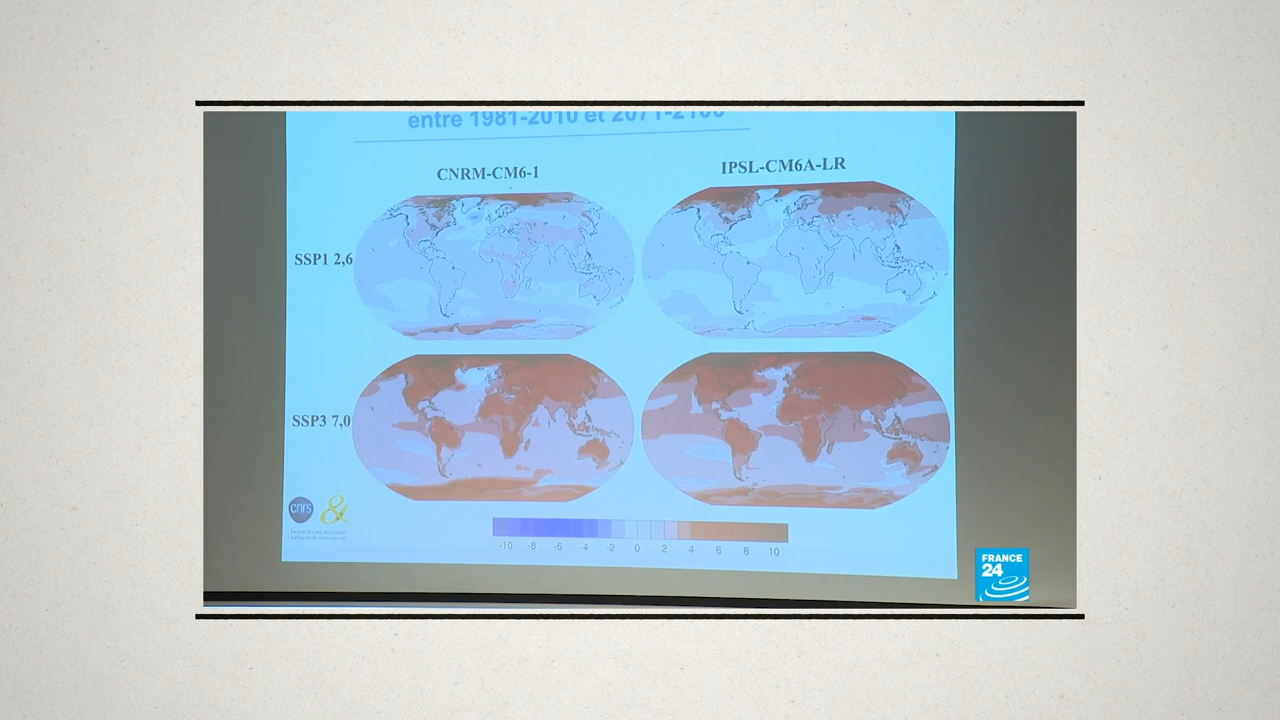 entre 1981-2010 et 2071-2100
CNRM-CM6-1
IPSL-CM6A-LR
SSP1 2,6
SSP3 7,0
cnrs
-10 -8 -6 -4 -2 0 2 4 6 8 10
FRANCE
24